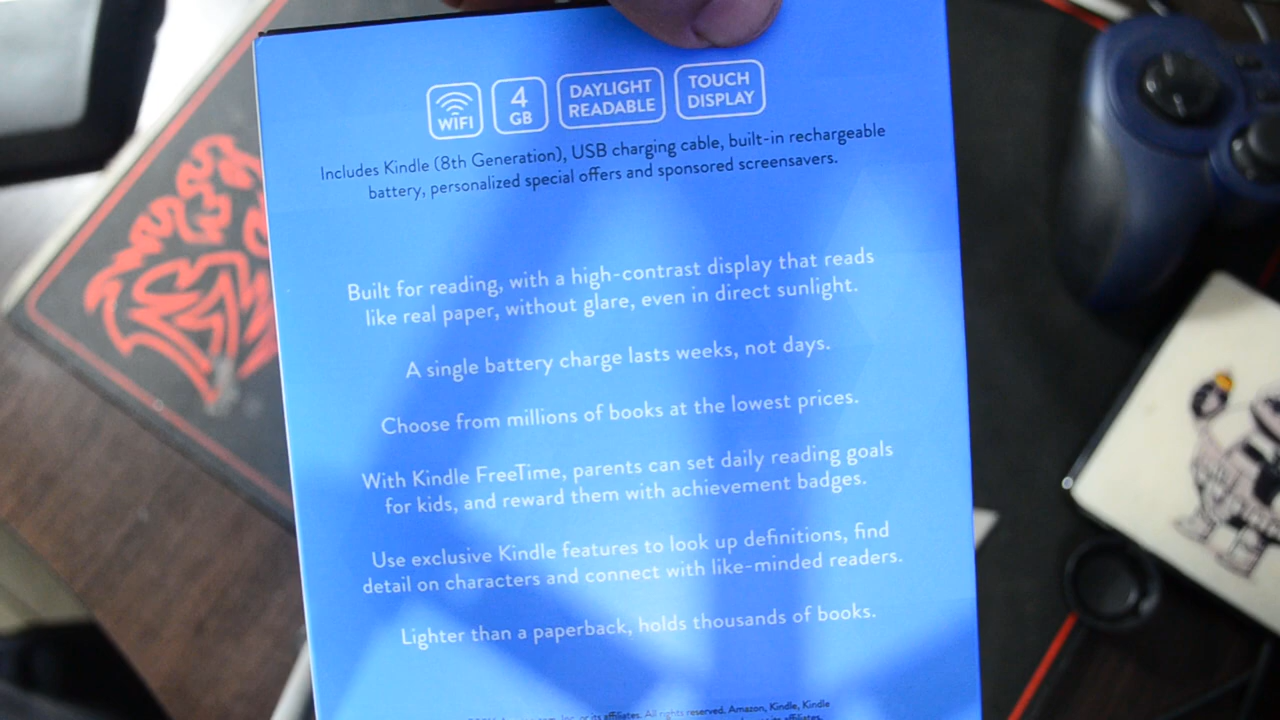 WiFi
4
GB
DAYLIGHT
READABLE
TOUCH
DISPLAY
Includes Kindle (8th Generation), USB charging cable, built-in rechargeable
battery, personalized special offers and sponsored screensavers.
Built for reading, with a high-contrast display that reads
like real paper, without glare, even in direct sunlight.
A single battery charge lasts weeks, not days.
Choose from millions of books at the lowest prices.
With Kindle FreeTime, parents can set daily reading goals
for kids, and reward them with achievement badges.
Use exclusive Kindle features to look up definitions, find
detail on characters and connect with like-minded readers.
Lighter than a paperback, holds thousands of books.
Inc. or its affiliates. All rights reserved. Amazon, Kindle, Kindle
its affiliates.